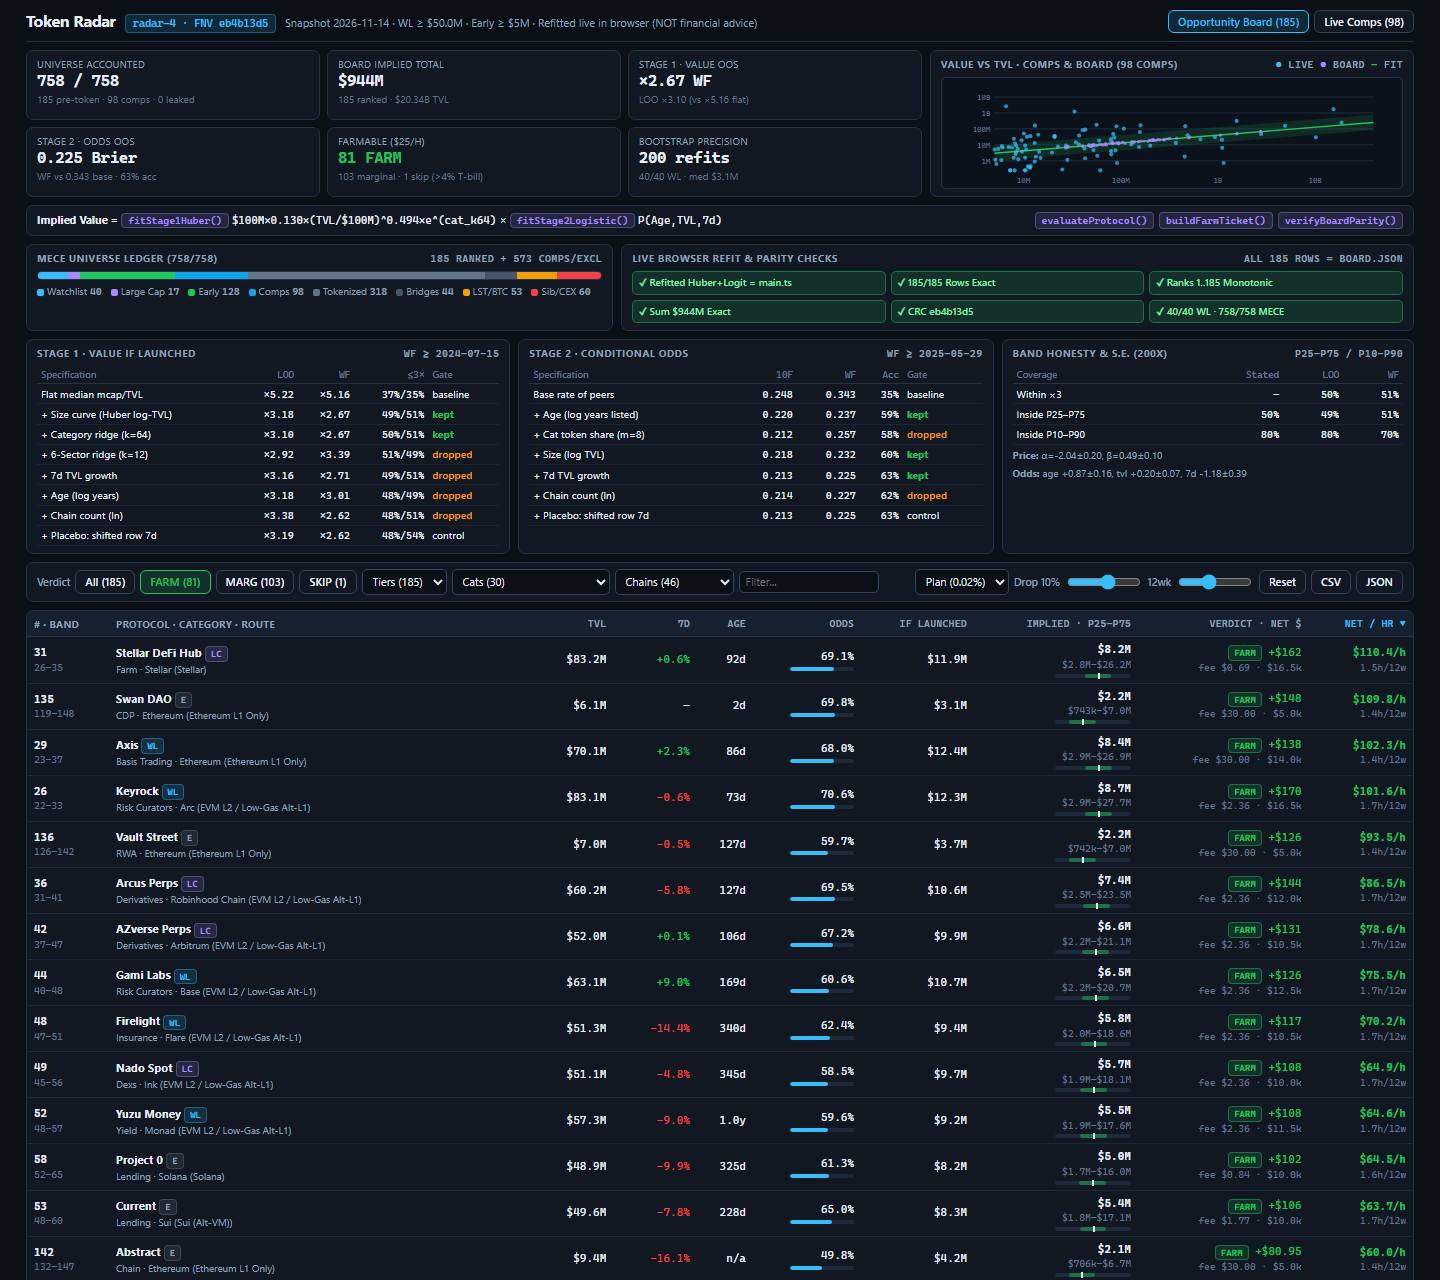 Token Radar radar-4 · FNV eb4b13d5 Snapshot 2026-11-14 · WL ≥ $50.0M · Early ≥ $5M · Refitted live in browser (NOT financial advice) Opportunity Board (185) Live Comps (98)
UNIVERSE ACCOUNTED
758 / 758
185 pre-token · 98 comps · 0 leaked
BOARD IMPLIED TOTAL
$944M
185 ranked · $20.34B TVL
STAGE 1 · VALUE OOS
×2.67 WF
LOO ×3.10 (vs ×5.16 flat)
STAGE 2 · ODDS OOS
0.225 Brier
WF vs 0.343 base · 63% acc
FARMABLE ($25/H)
81 FARM
103 marginal · 1 skip (>4% T-bill)
BOOTSTRAP PRECISION
200 refits
40/40 WL · med $3.1M
VALUE VS TVL · COMPS & BOARD (98 COMPS) LIVE BOARD — FIT
10B
1B
100M
10M
1M
10M 100M 1B 10B
Implied Value = fitStage1Huber() $100M×0.130×(TVL/$100M)^0.494×e^(cat_k64) × fitStage2Logistic() P(Age,TVL,7d) evaluateProtocol() buildFarmTicket() verifyBoardParity()
MECE UNIVERSE LEDGER (758/758) 185 RANKED + 573 COMPS/EXCL
Watchlist 40 Large Cap 17 Early 128 Comps 98 Tokenized 318 Bridges 44 LST/BTC 53 Sib/CEX 60
LIVE BROWSER REFIT & PARITY CHECKS ALL 185 ROWS = BOARD.JSON
✓ Refitted Huber+Logit = main.ts ✓ 185/185 Rows Exact ✓ Ranks 1..185 Monotonic
✓ Sum $944M Exact ✓ CRC eb4b13d5 ✓ 40/40 WL · 758/758 MECE
STAGE 1 · VALUE IF LAUNCHED WF ≥ 2024-07-15
Specification LOO WF ≤3× Gate
Flat median mcap/TVL ×5.22 ×5.16 37%/35% baseline
+ Size curve (Huber log-TVL) ×3.18 ×2.67 49%/51% kept
+ Category ridge (k=64) ×3.10 ×2.67 50%/51% kept
+ 6-Sector ridge (k=12) ×2.92 ×3.39 51%/49% dropped
+ 7d TVL growth ×3.16 ×2.71 49%/51% dropped
+ Age (log years) ×3.18 ×3.01 48%/49% dropped
+ Chain count (ln) ×3.38 ×2.62 48%/51% dropped
+ Placebo: shifted row 7d ×3.19 ×2.62 48%/54% control
STAGE 2 · CONDITIONAL ODDS WF ≥ 2025-05-29
Specification 10F WF Acc Gate
Base rate of peers 0.248 0.343 35% baseline
+ Age (log years listed) 0.220 0.237 59% kept
+ Cat token share (m=8) 0.212 0.257 58% dropped
+ Size (log TVL) 0.218 0.232 60% kept
+ 7d TVL growth 0.213 0.225 63% kept
+ Chain count (ln) 0.214 0.227 62% dropped
+ Placebo: shifted row 7d 0.213 0.225 63% control
BAND HONESTY & S.E. (200X) P25-P75 / P10-P90
Coverage Stated LOO WF
Within ×3 — 50% 51%
Inside P25–P75 50% 49% 51%
Inside P10–P90 80% 80% 70%
Price: α=-2.04±0.20, β=0.49±0.10
Odds: age +0.87±0.16, tvl +0.20±0.07, 7d -1.18±0.39
Verdict All (185) FARM (81) MARG (103) SKIP (1) Tiers (185) Cats (30) Chains (46) Filter... Plan (0.02%) Drop 10% 12wk Reset CSV JSON
# · BAND PROTOCOL · CATEGORY · ROUTE TVL 7D AGE ODDS IF LAUNCHED IMPLIED · P25-P75 VERDICT · NET $ NET / HR ▼
31 Stellar DeFi Hub LC $83.2M +0.6% 92d 69.1% $11.9M $8.2M FARM +$162 $110.4/h
26–35 Farm · Stellar (Stellar) $2.8M–$26.2M fee $0.69 · $16.5k 1.5h/12w
135 Swan DAO E $6.1M — 2d 69.8% $3.1M $2.2M FARM +$148 $109.8/h
119–148 CDP · Ethereum (Ethereum L1 Only) $743k–$7.0M fee $30.00 · $5.0k 1.4h/12w
29 Axis WL $70.1M +2.3% 86d 68.0% $12.4M $8.4M FARM +$138 $102.3/h
23–37 Basis Trading · Ethereum (Ethereum L1 Only) $2.9M–$26.9M fee $30.00 · $14.0k 1.4h/12w
26 Keyrock WL $83.1M -0.6% 73d 70.6% $12.3M $8.7M FARM +$170 $101.6/h
22–33 Risk Curators · Arc (EVM L2 / Low-Gas Alt-L1) $2.9M–$27.7M fee $2.36 · $16.5k 1.7h/12w
136 Vault Street E $7.0M -0.5% 127d 59.7% $3.7M $2.2M FARM +$126 $93.5/h
126–142 RWA · Ethereum (Ethereum L1 Only) $742k–$7.0M fee $30.00 · $5.0k 1.4h/12w
36 Arcus Perps LC $60.2M -5.8% 127d 69.5% $10.6M $7.4M FARM +$144 $86.5/h
31–41 Derivatives · Robinhood Chain (EVM L2 / Low-Gas Alt-L1) $2.5M–$23.5M fee $2.36 · $12.0k 1.7h/12w
42 AZverse Perps LC $52.0M +0.1% 106d 67.2% $9.9M $6.6M FARM +$131 $78.6/h
37–47 Derivatives · Arbitrum (EVM L2 / Low-Gas Alt-L1) $2.2M–$21.1M fee $2.36 · $10.5k 1.7h/12w
44 Gami Labs WL $63.1M +9.0% 169d 60.6% $10.7M $6.5M FARM +$126 $75.5/h
40–48 Risk Curators · Base (EVM L2 / Low-Gas Alt-L1) $2.2M–$20.7M fee $2.36 · $12.5k 1.7h/12w
48 Firelight WL $51.3M -14.4% 340d 62.4% $9.4M $5.8M FARM +$117 $70.2/h
47–51 Insurance · Flare (EVM L2 / Low-Gas Alt-L1) $2.0M–$18.6M fee $2.36 · $10.5k 1.7h/12w
49 Nado Spot LC $51.1M -4.8% 345d 58.5% $9.7M $5.7M FARM +$108 $64.9/h
45–56 Dexs · Ink (EVM L2 / Low-Gas Alt-L1) $1.9M–$18.1M fee $2.36 · $10.0k 1.7h/12w
52 Yuzu Money WL $57.3M -9.0% 1.0y 59.6% $9.2M $5.5M FARM +$108 $64.6/h
48–57 Yield · Monad (EVM L2 / Low-Gas Alt-L1) $1.9M–$17.6M fee $2.36 · $11.5k 1.7h/12w
58 Project 0 E $48.9M -9.9% 325d 61.3% $8.2M $5.0M FARM +$102 $64.5/h
52–65 Lending · Solana (Solana) $1.7M–$16.0M fee $0.84 · $10.0k 1.6h/12w
53 Current E $49.6M -7.8% 228d 65.0% $8.3M $5.4M FARM +$106 $63.7/h
48–60 Lending · Sui (Sui (Alt-VM)) $1.8M–$17.1M fee $1.77 · $10.0k 1.7h/12w
142 Abstract E $9.4M -16.1% n/a 49.8% $4.2M $2.1M FARM +$80.95 $60.0/h
132–147 Chain · Ethereum (Ethereum L1 Only) $706k–$6.7M fee $30.00 · $5.0k 1.4h/12w